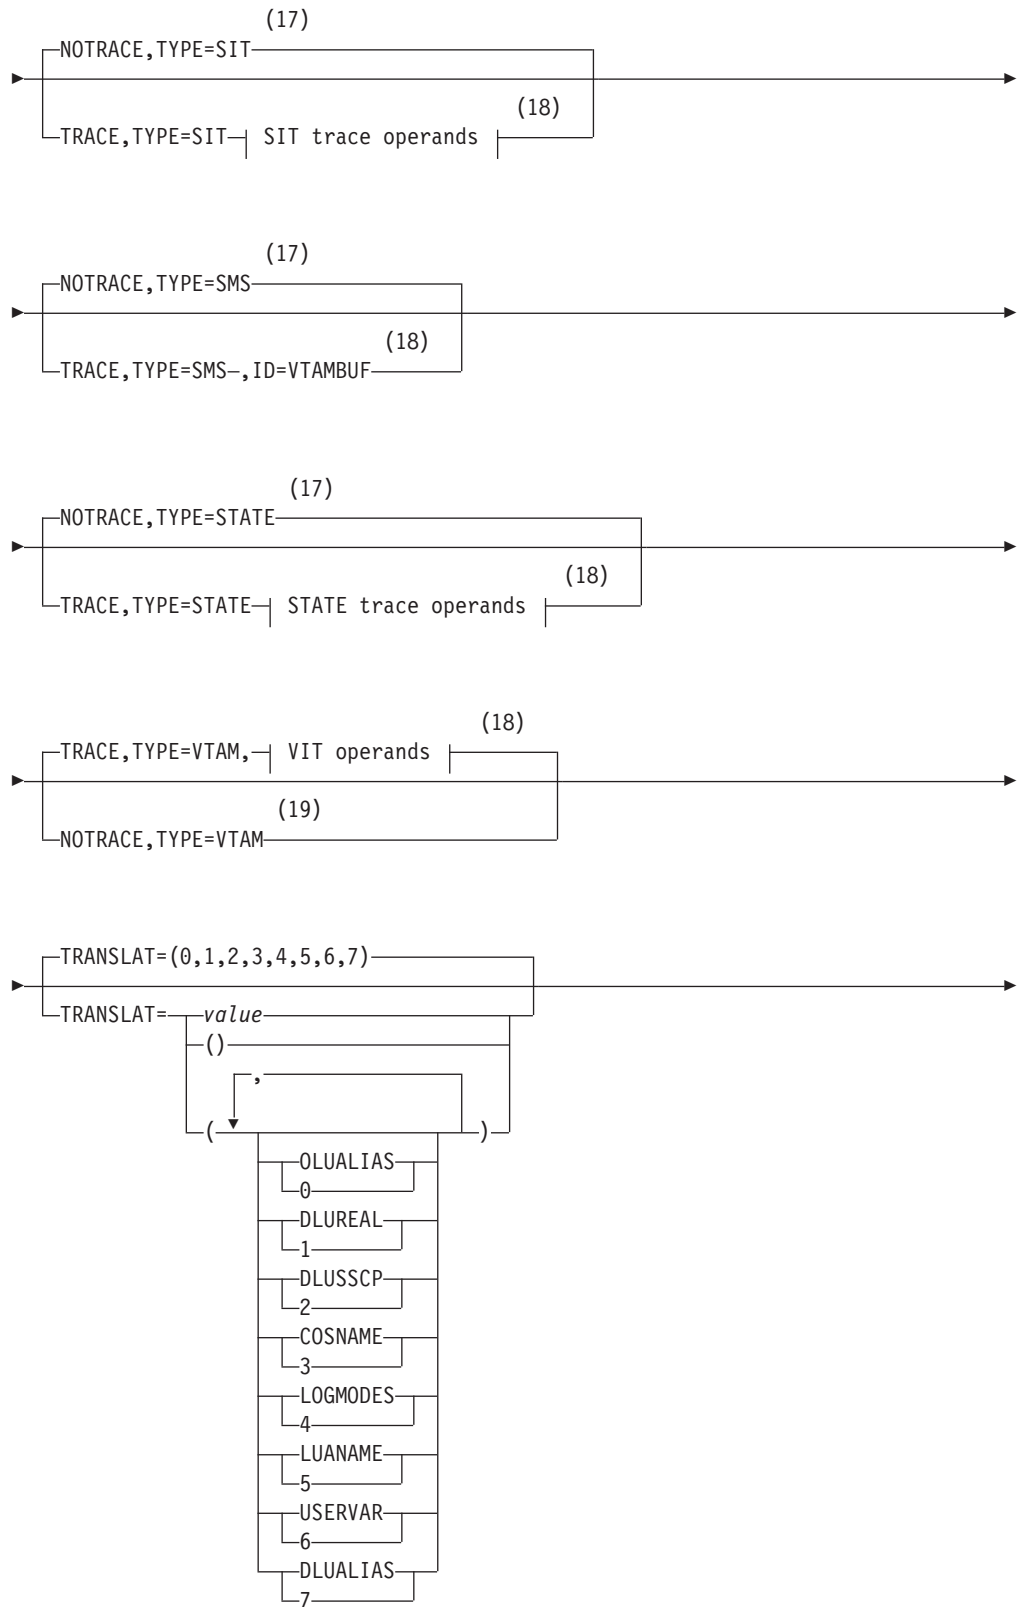 (17)
NOTRACE,TYPE=SIT
(18)
TRACE,TYPE=SIT SIT trace operands
(17)
NOTRACE,TYPE=SMS
(18)
TRACE,TYPE=SMS ,ID=VTAMBUF
(17)
NOTRACE,TYPE=STATE
(18)
TRACE,TYPE=STATE STATE trace operands
(18)
TRACE,TYPE=VTAM, VIT operands
(19)
NOTRACE,TYPE=VTAM
TRANSLAT=(0,1,2,3,4,5,6,7)
TRANSLAT= value
()
,
( )
OLUALIAS
0
DLUREAL
1
DLUSSCP
2
COSNAME
3
LOGMODES
4
LUANAME
5
USERVAR
6
DLUALIAS
7